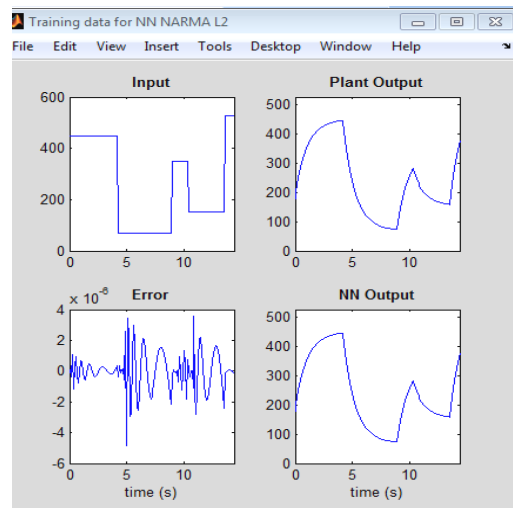 Training data for NN NARMA L2
File Edit View Insert Tools Desktop Window Help
Input
600
400
200
0
0 5 10
Plant Output
500
400
300
200
100
0
0 5 10
Error
x 10^-6
4
2
0
-2
-4
-6
0 5 10
time (s)
NN Output
500
400
300
200
100
0
0 5 10
time (s)